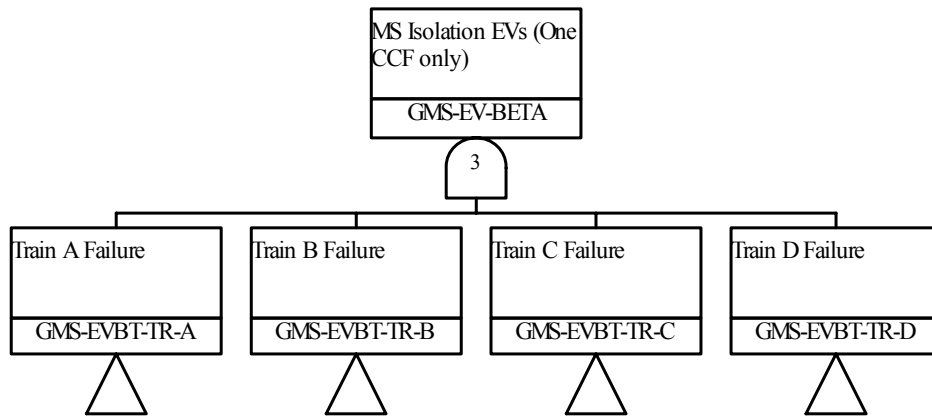 MS Isolation EVs (One
CCF only)
GMS-EV-BETA
3
Train A Failure
Train B Failure
Train C Failure
Train D Failure
GMS-EVBT-TR-A
GMS-EVBT-TR-B
GMS-EVBT-TR-C
GMS-EVBT-TR-D